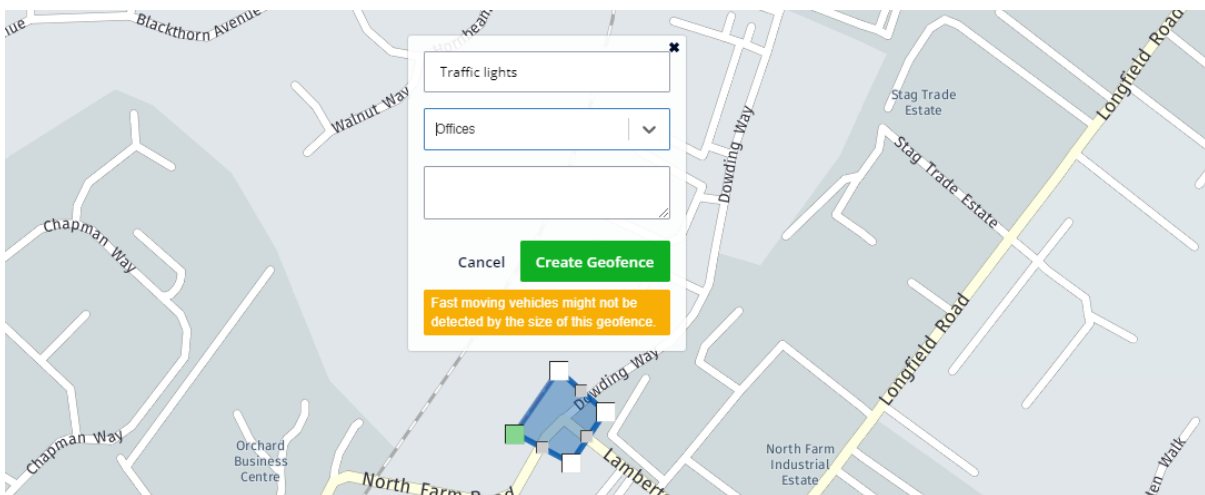 Blackthorn Avenue
Walnut Way
Traffic lights
Offices
Cancel
Create Geofence
Fast moving vehicles might not be
detected by the size of this geofence.
Dowding Way
Stag Trade
Estate
Longfield Road
Stag Trade Estate
Chapman Way
Longfield Road
Dowding Way
Chapman Way
Orchard
Business
Centre
North Farm
North Farm
Industrial
Estate
Walk